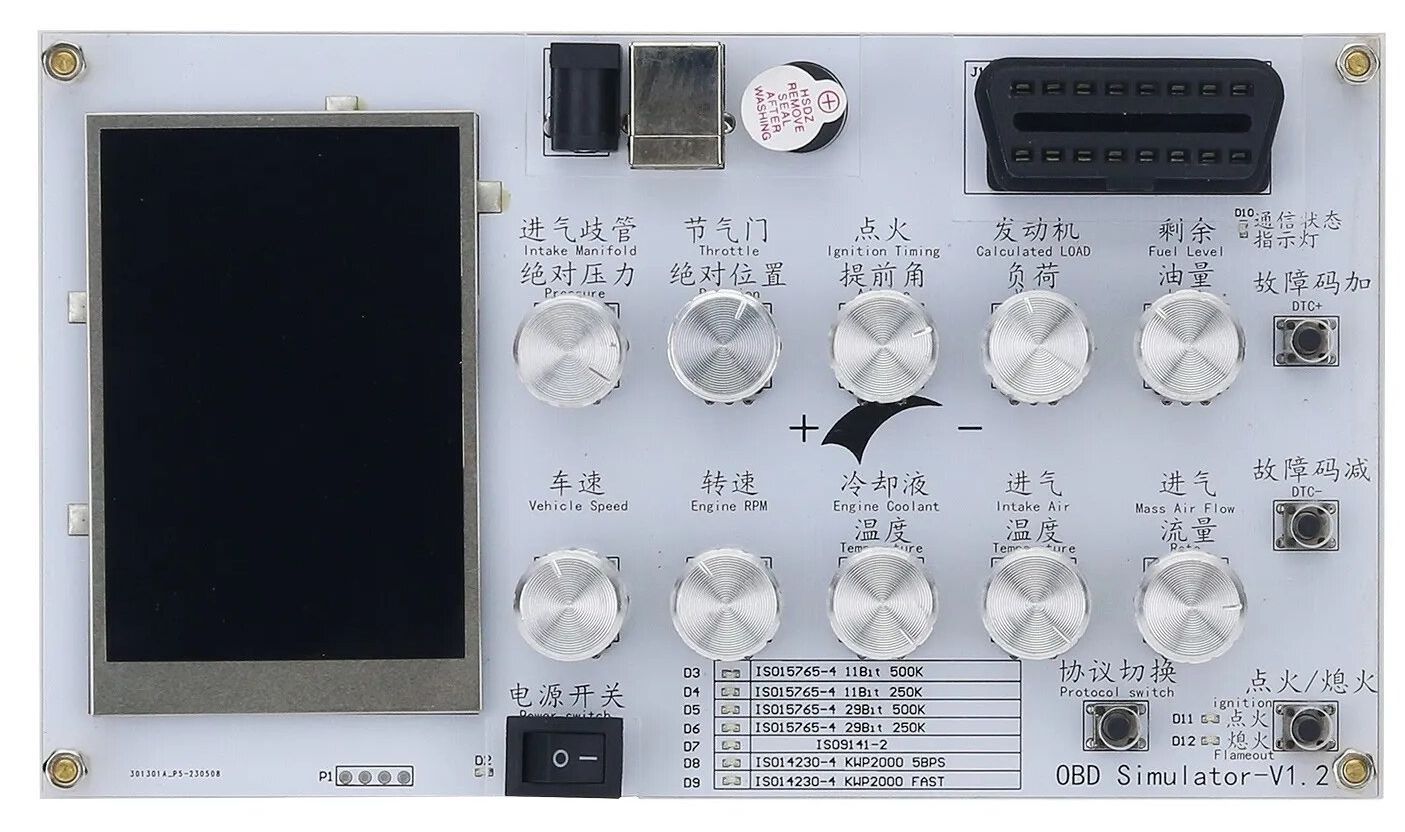 HSDZ
REMOVE
SEAL
AFTER
WASHING
进气歧管
Intake Manifold
绝对压力
Pressure
节气门
Throttle
绝对位置
点火
Ignition Timing
提前角
发动机
Calculated LOAD
负荷
剩余
Fuel Level
油量
D10
通信状态
指示灯
故障码加
DTC+
+
-
车速
Vehicle Speed
转速
Engine RPM
冷却液
Engine Coolant
温度
进气
Intake Air
温度
进气
Mass Air Flow
流量
Rate
故障码减
DTC-
电源开关
Power switch
D3 ISO15765-4 11Bit 500K
D4 ISO15765-4 11Bit 250K
D5 ISO15765-4 29Bit 500K
D6 ISO15765-4 29Bit 250K
D7 ISO9141-2
D8 ISO14230-4 KWP2000 5BPS
D9 ISO14230-4 KWP2000 FAST
协议切换
Protocol switch
点火/熄火
ignition
D11 点火
D12 熄火
Flameout
301301A_P5-230508
P1
D2
OBD Simulator-V1.2